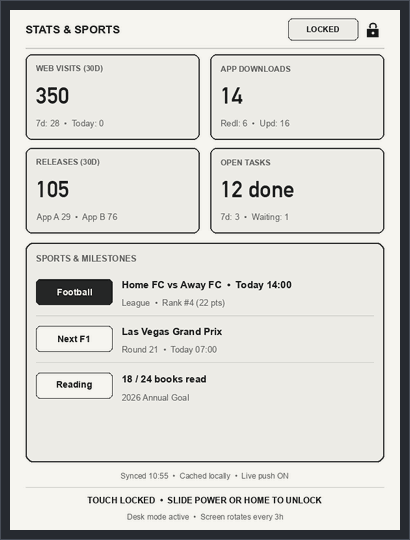 STATS & SPORTS
LOCKED
WEB VISITS (30D)
350
7d: 28 • Today: 0
APP DOWNLOADS
14
Redl: 6 • Upd: 16
RELEASES (30D)
105
App A 29 • App B 76
OPEN TASKS
12 done
7d: 3 • Waiting: 1
SPORTS & MILESTONES
Football
Home FC vs Away FC • Today 14:00
League • Rank #4 (22 pts)
Next F1
Las Vegas Grand Prix
Round 21 • Today 07:00
Reading
18 / 24 books read
2026 Annual Goal
Synced 10:55 • Cached locally • Live push ON
TOUCH LOCKED • SLIDE POWER OR HOME TO UNLOCK
Desk mode active • Screen rotates every 3h